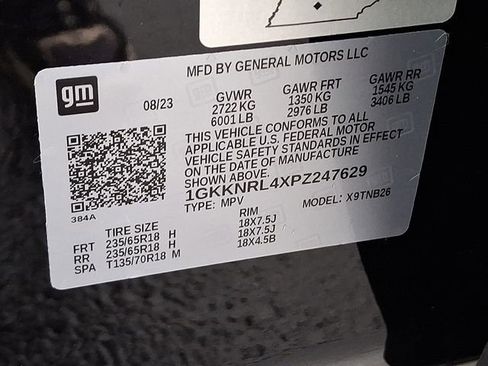 MFD BY GENERAL MOTORS LLC
gm
08/23
GVWR GAWR FRT GAWR RR
2722 KG 1350 KG 1545 KG
6001 LB 2976 LB 3406 LB
THIS VEHICLE CONFORMS TO ALL
APPLICABLE U.S. FEDERAL MOTOR
VEHICLE SAFETY STANDARDS IN EFFECT
ON THE DATE OF MANUFACTURE
SHOWN ABOVE.
1GKKNRL4XPZ247629
TYPE: MPV MODEL: X9TNB26
384A
TIRE SIZE RIM
FRT 235/65R18 H 18X7.5J
RR 235/65R18 H 18X7.5J
SPA T135/70R18 M 18X4.5B